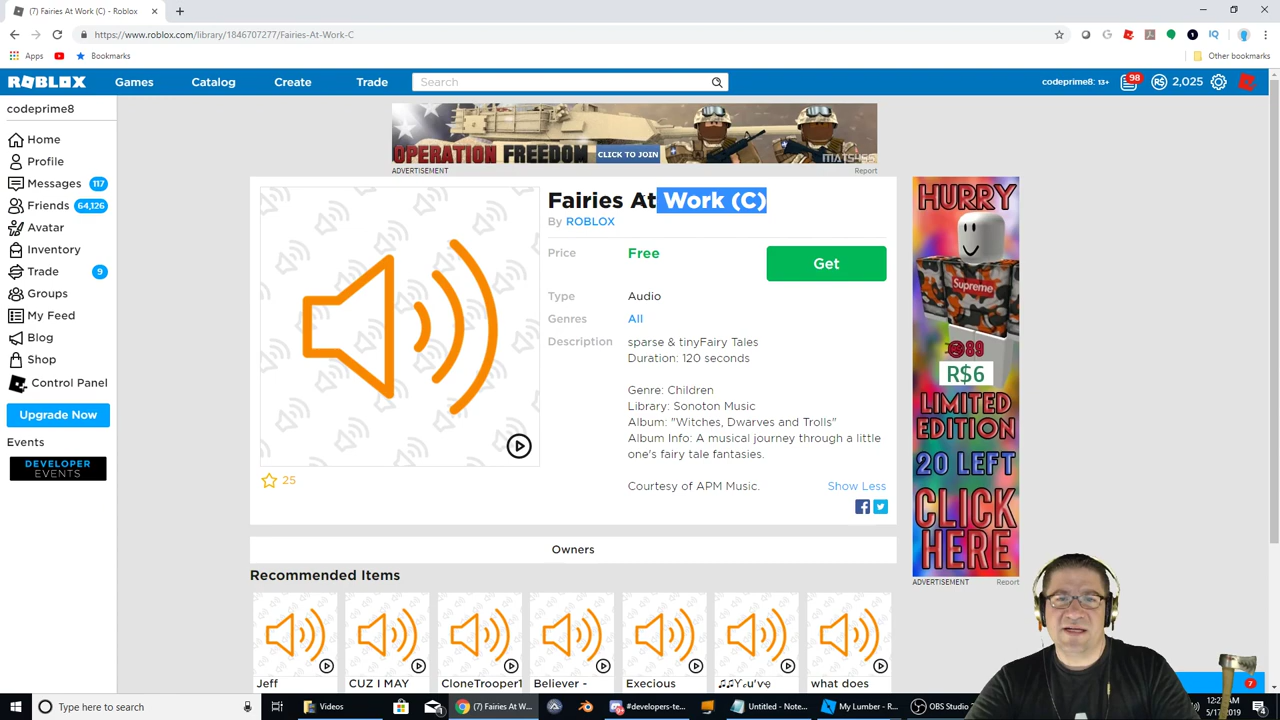 (7) Fairies At Work (C) - Roblox
https://www.roblox.com/library/1846707277/Fairies-At-Work-C
Apps
Bookmarks
Other bookmarks
ROBLOX
Games
Catalog
Create
Trade
Search
codeprime8: 13+
98
2,025
codeprime8
Home
Profile
Messages 117
Friends 64,126
Avatar
Inventory
Trade 9
Groups
My Feed
Blog
Shop
Control Panel
Upgrade Now
Events
DEVELOPER
EVENTS
OPERATION FREEDOM
CLICK TO JOIN
ADVERTISEMENT
Report
Fairies At Work (C)
By ROBLOX
Price
Free
Get
Type
Audio
Genres
All
Description
sparse & tinyFairy Tales
Duration: 120 seconds
Genre: Children
Library: Sonoton Music
Album: "Witches, Dwarves and Trolls"
Album Info: A musical journey through a little
one's fairy tale fantasies.
Courtesy of APM Music.
Show Less
25
HURRY
Supreme
89
R$6
LIMITED
EDITION
20 LEFT
CLICK
HERE
ADVERTISEMENT
Report
Owners
Recommended Items
Jeff
CUZ I MAY
CloneTrooper1
Believer -
Execious
what does
7
Type here to search
Videos
(7) Fairies At W...
#developers-te...
Untitled - Note...
My Lumber - R...
OBS Studio
5/17/2019
4